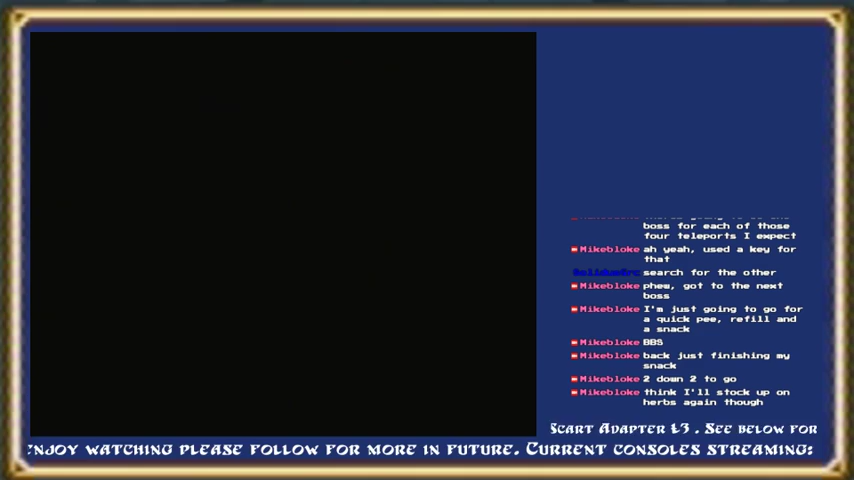 boss for each of those
four teleports I expect
Mikebloke ah yeah, used a key for
that
search for the other
Mikebloke phew, got to the next
boss
Mikebloke I'm just going to go for
a quick pee, refill and
a snack
Mikebloke BBS
Mikebloke back just finishing my
snack
Mikebloke 2 down 2 to go
Mikebloke think I'll stock up on
herbs again though
Scart Adapter £3 . See below for
enjoy watching please follow for more in future. Current consoles streaming: